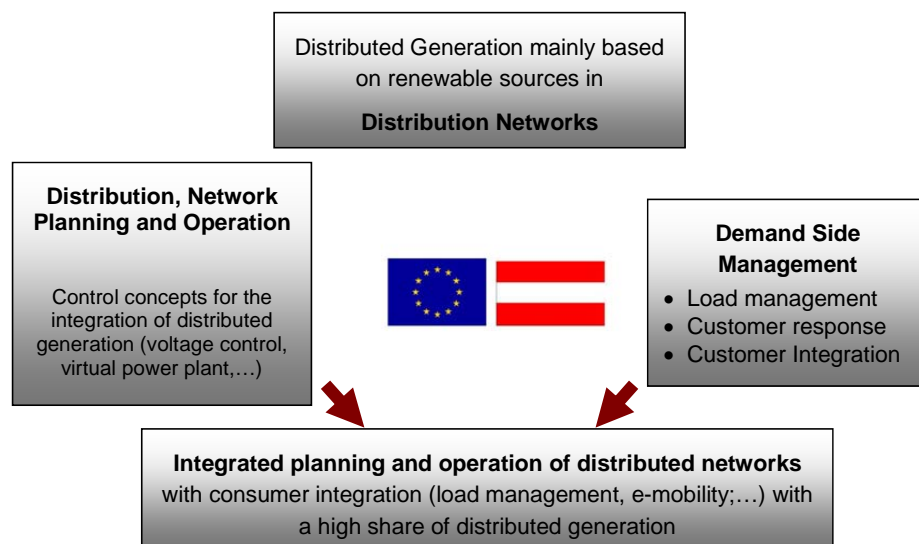 Distributed Generation mainly based
on renewable sources in
Distribution Networks
Distribution, Network
Planning and Operation
Control concepts for the
integration of distributed
generation (voltage control,
virtual power plant,…)
Demand Side
Management
• Load management
• Customer response
• Customer Integration
Integrated planning and operation of distributed networks
with consumer integration (load management, e-mobility;…) with
a high share of distributed generation